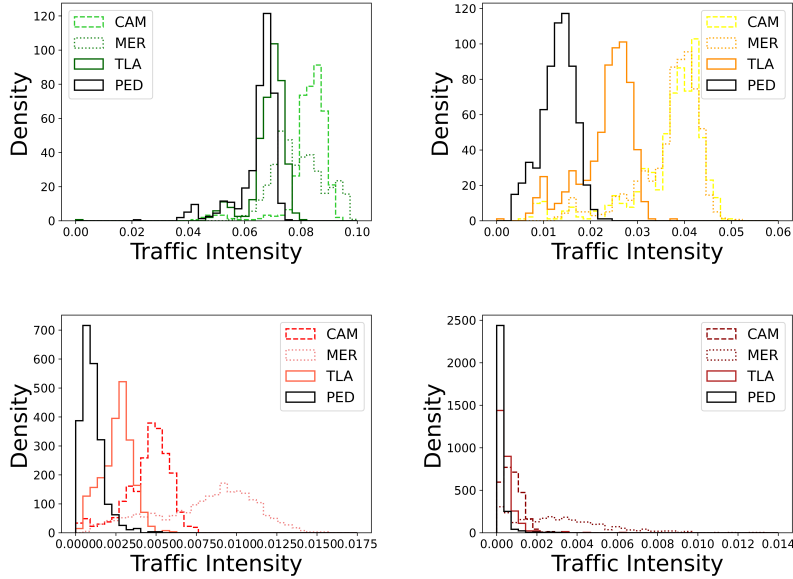 120
100
80
60
40
20
0
Density
CAM
MER
TLA
PED
0.00 0.02 0.04 0.06 0.08 0.10
Traffic Intensity
120
100
80
60
40
20
0
Density
CAM
MER
TLA
PED
0.00 0.01 0.02 0.03 0.04 0.05 0.06
Traffic Intensity
700
600
500
400
300
200
100
0
Density
CAM
MER
TLA
PED
0.0000 0.0025 0.0050 0.0075 0.0100 0.0125 0.0150 0.0175
Traffic Intensity
2500
2000
1500
1000
500
0
Density
CAM
MER
TLA
PED
0.000 0.002 0.004 0.006 0.008 0.010 0.012 0.014
Traffic Intensity